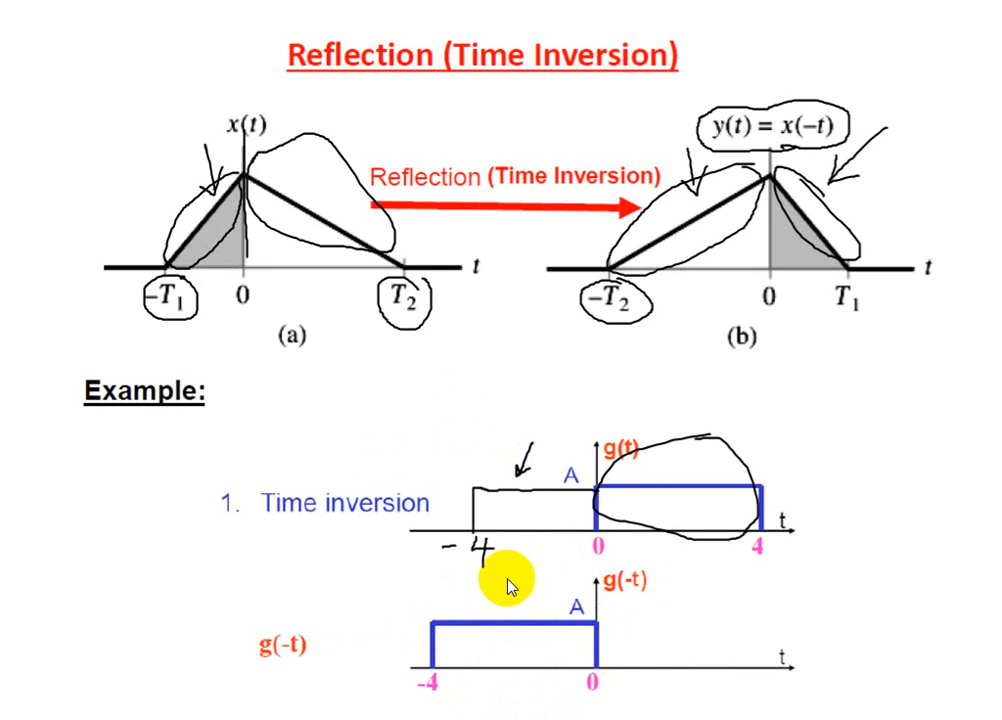 Reflection (Time Inversion)
x(t)
y(t) = x(−t)
Reflection (Time Inversion)
t
t
−T1
0
T2
−T2
0
T1
(a)
(b)
Example:
g(t)
A
1. Time inversion
t
- 4
0
4
g(-t)
A
g(-t)
t
-4
0